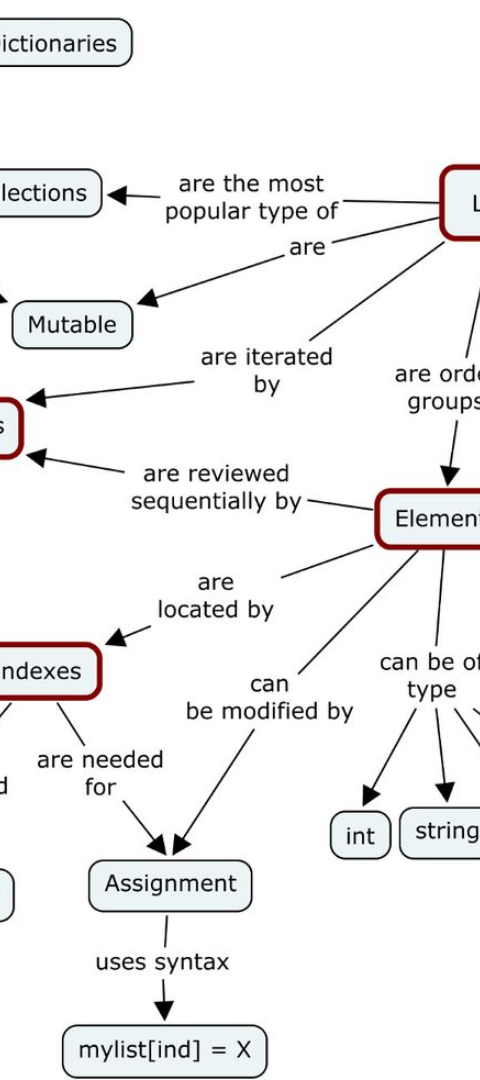 ictionaries
are the most
popular type of
lections
L
are
Mutable
are iterated
by
are orde
groups
s
are reviewed
sequentially by
Element
are
located by
ndexes
can
be modified by
can be of
type
are needed
for
d
int
string
Assignment
uses syntax
mylist[ind] = X